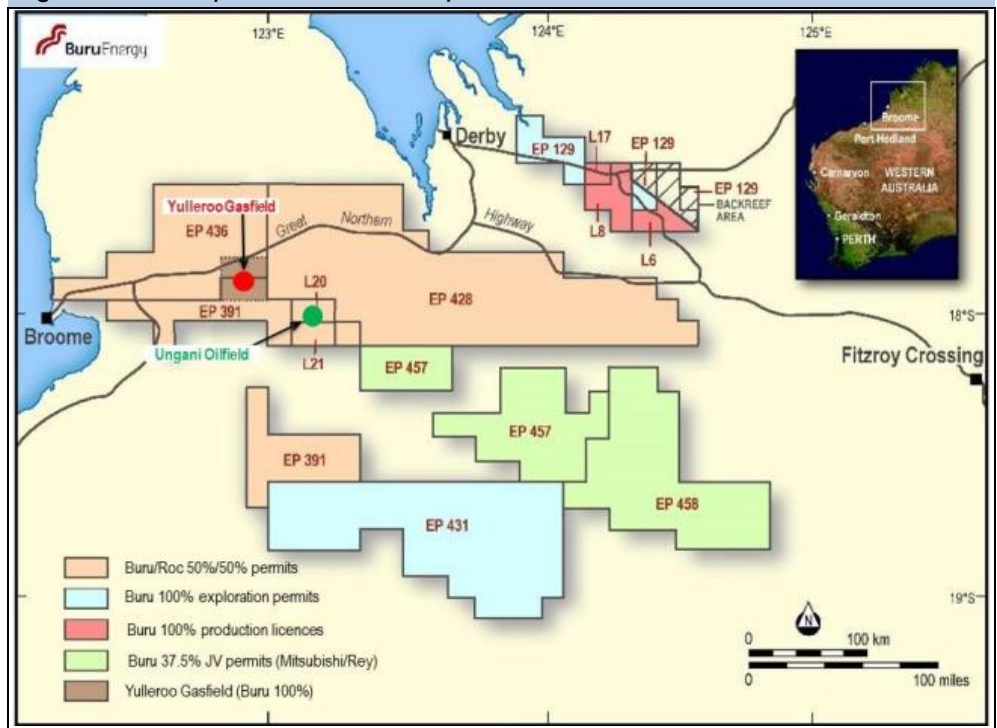 BuruEnergy
123°E
124°E
125°E
Derby
EP 129
L17
EP 129
EP 129
BACKREEF
AREA
L8
L6
Broome
Port Hedland
Carnarvon
WESTERN
AUSTRALIA
Geraldton
PERTH
Yulleroo Gasfield
EP 436
Great Northern Highway
L20
EP 428
EP 391
18°S
Broome
Ungani Oilfield
L21
EP 457
Fitzroy Crossing
EP 457
EP 391
EP 458
EP 431
19°S
Buru/Roc 50%/50% permits
Buru 100% exploration permits
Buru 100% production licences
Buru 37.5% JV permits (Mitsubishi/Rey)
Yulleroo Gasfield (Buru 100%)
N
0 100 km
0 100 miles